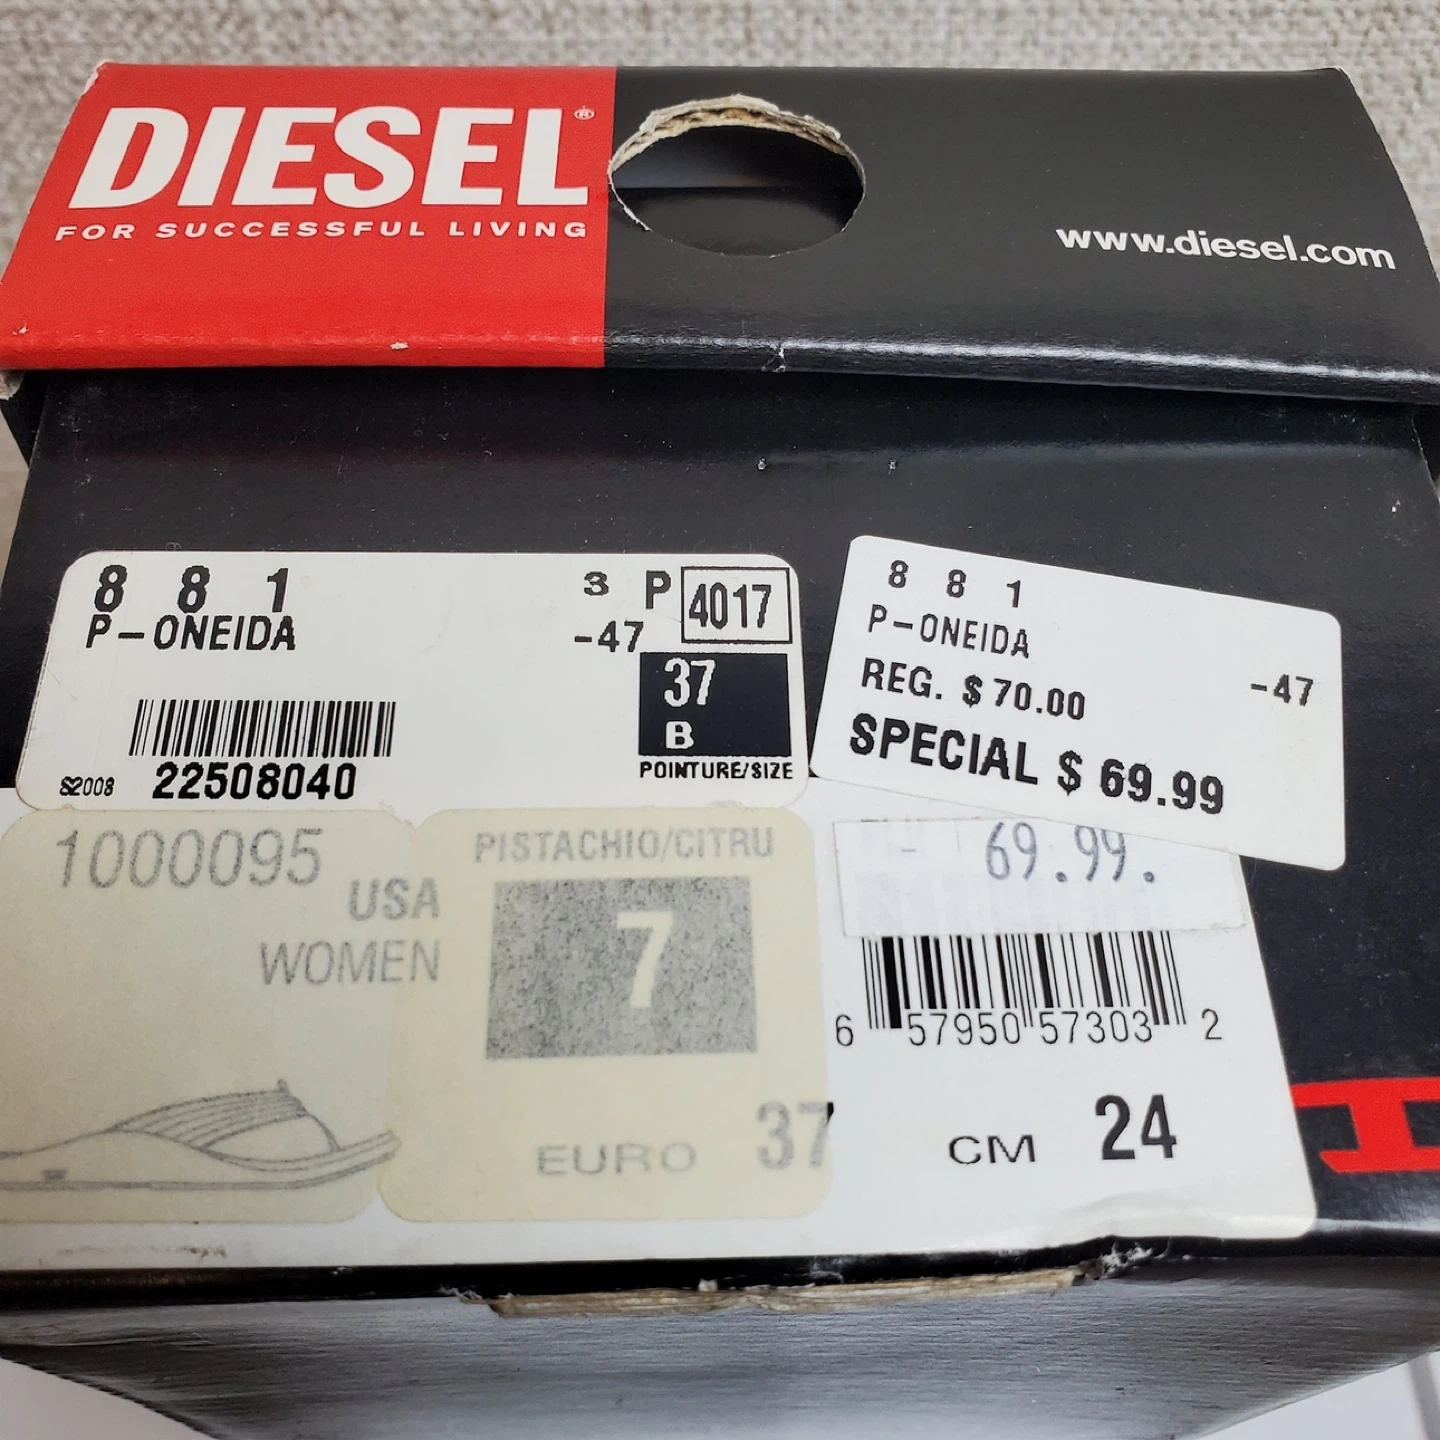 DIESEL®
FOR SUCCESSFUL LIVING
www.diesel.com
8 8 1
P-ONEIDA
3 P 4017
-47
37
B
POINTURE/SIZE
S2008 22508040
8 8 1
P-ONEIDA
-47
REG. $ 70.00
SPECIAL $ 69.99
69.99.
1000095
USA
WOMEN
PISTACHIO/CITRU
7
EURO 37
6 57950 57303 2
CM 24